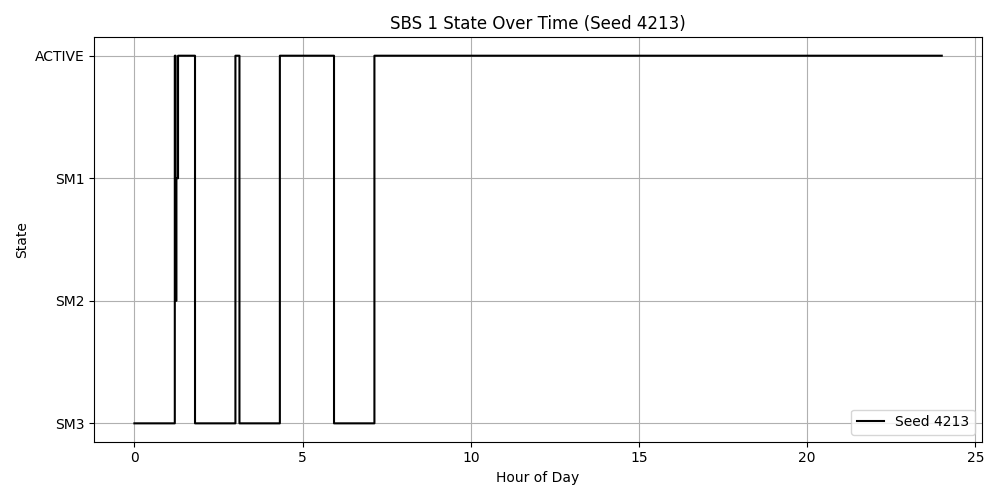 SBS 1 State Over Time (Seed 4213)
ACTIVE
SM1
SM2
SM3
State
0 5 10 15 20 25
Hour of Day
Seed 4213